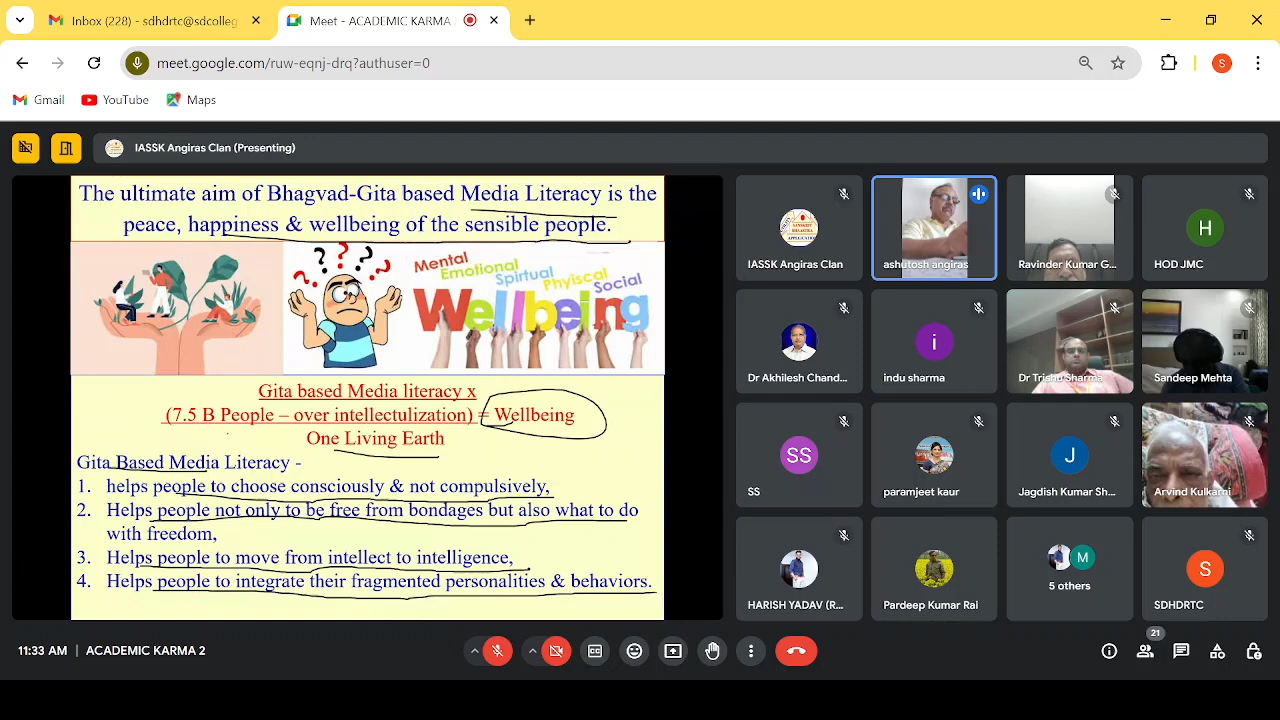 Inbox (228) - sdhdrtc@sdcolleg
Meet - ACADEMIC KARMA
meet.google.com/ruw-eqnj-drq?authuser=0
S
Gmail
YouTube
Maps
IASSK Angiras Clan (Presenting)
The ultimate aim of Bhagvad-Gita based Media Literacy is the
peace, happiness & wellbeing of the sensible people.
? ? ? ? ? ?
Mental
Emotional
Spirtual
Phyiscal
Social
Wellbeing
Gita based Media literacy x
(7.5 B People – over intellectulization) = Wellbeing
One Living Earth
Gita Based Media Literacy -
1. helps people to choose consciously & not compulsively,
2. Helps people not only to be free from bondages but also what to do
with freedom,
3. Helps people to move from intellect to intelligence,
4. Helps people to integrate their fragmented personalities & behaviors.
IASSK Angiras Clan
ashutosh angiras
Ravinder Kumar G...
H
HOD JMC
Dr Akhilesh Chand...
i
indu sharma
Dr Trishu Sharma
Sandeep Mehta
SS
SS
paramjeet kaur
J
Jagdish Kumar Sh...
Arvind Kulkarni
HARISH YADAV (R...
Pardeep Kumar Rai
M
5 others
S
SDHDRTC
11:33 AM | ACADEMIC KARMA 2
21